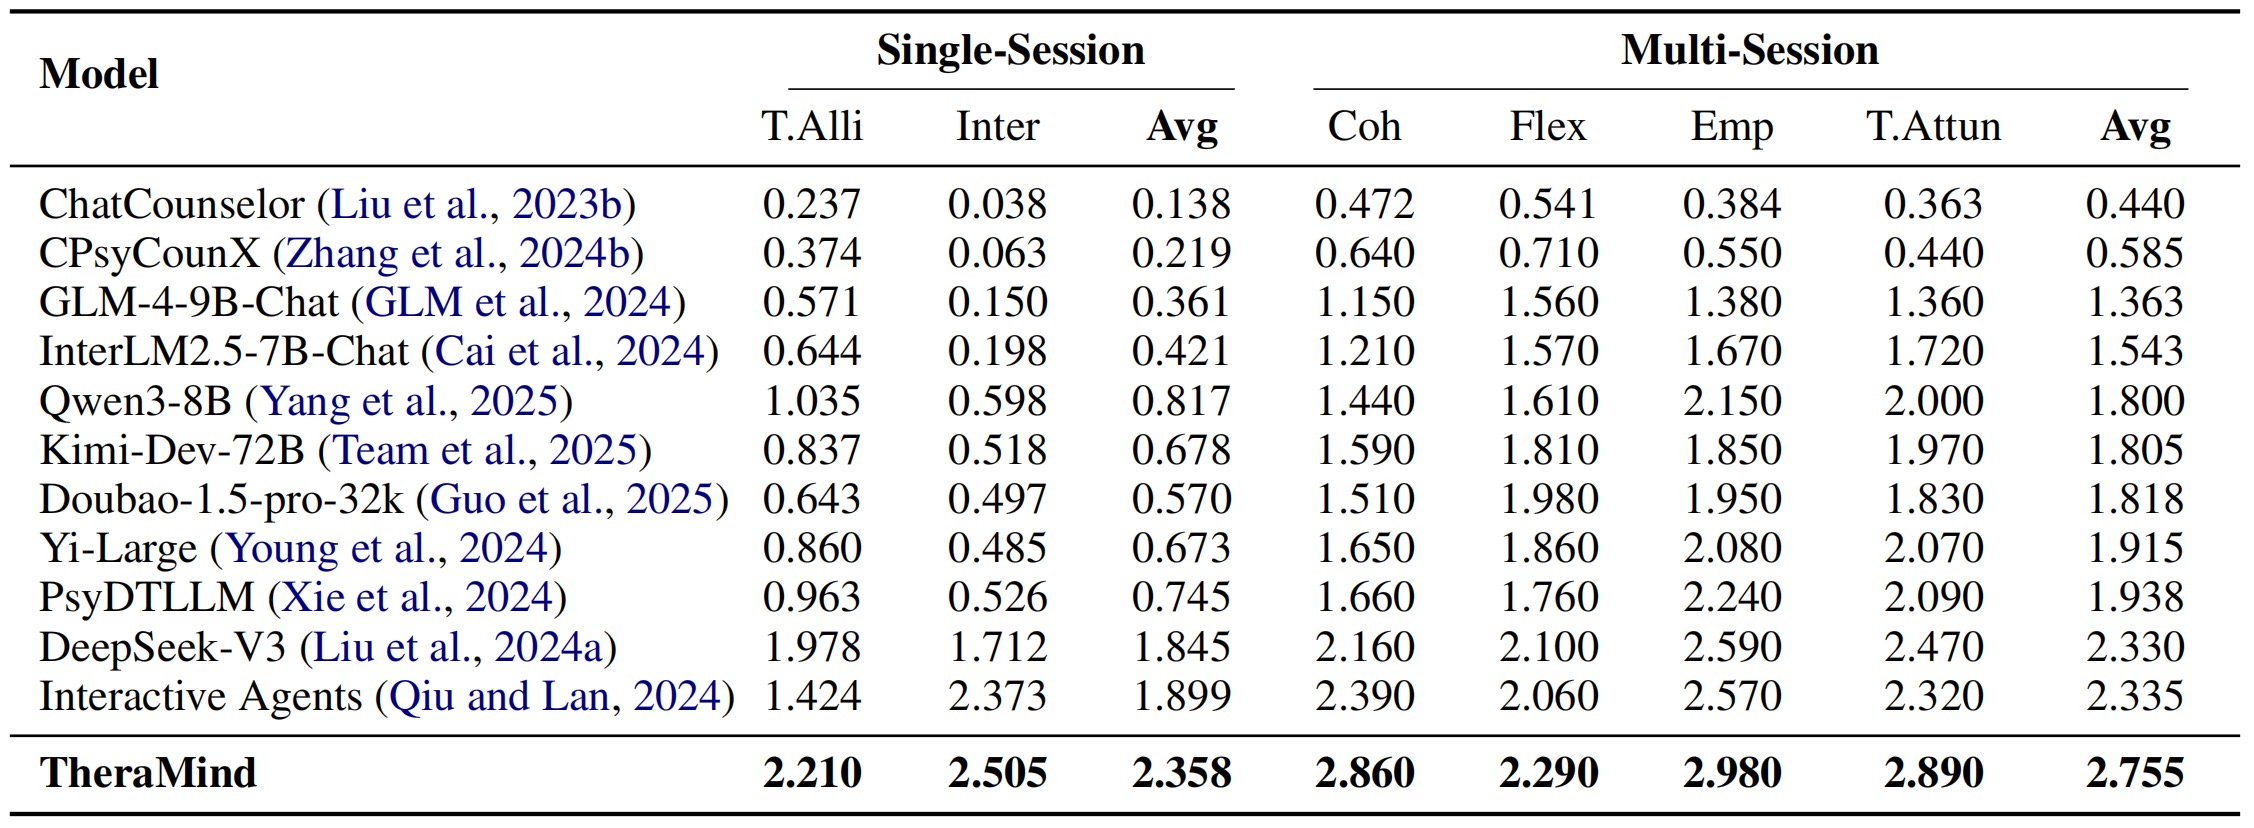 Model Single-Session Multi-Session
T.Alli Inter Avg Coh Flex Emp T.Attun Avg
ChatCounselor (Liu et al., 2023b) 0.237 0.038 0.138 0.472 0.541 0.384 0.363 0.440
CPsyCounX (Zhang et al., 2024b) 0.374 0.063 0.219 0.640 0.710 0.550 0.440 0.585
GLM-4-9B-Chat (GLM et al., 2024) 0.571 0.150 0.361 1.150 1.560 1.380 1.360 1.363
InterLM2.5-7B-Chat (Cai et al., 2024) 0.644 0.198 0.421 1.210 1.570 1.670 1.720 1.543
Qwen3-8B (Yang et al., 2025) 1.035 0.598 0.817 1.440 1.610 2.150 2.000 1.800
Kimi-Dev-72B (Team et al., 2025) 0.837 0.518 0.678 1.590 1.810 1.850 1.970 1.805
Doubao-1.5-pro-32k (Guo et al., 2025) 0.643 0.497 0.570 1.510 1.980 1.950 1.830 1.818
Yi-Large (Young et al., 2024) 0.860 0.485 0.673 1.650 1.860 2.080 2.070 1.915
PsyDTLLM (Xie et al., 2024) 0.963 0.526 0.745 1.660 1.760 2.240 2.090 1.938
DeepSeek-V3 (Liu et al., 2024a) 1.978 1.712 1.845 2.160 2.100 2.590 2.470 2.330
Interactive Agents (Qiu and Lan, 2024) 1.424 2.373 1.899 2.390 2.060 2.570 2.320 2.335
TheraMind 2.210 2.505 2.358 2.860 2.290 2.980 2.890 2.755